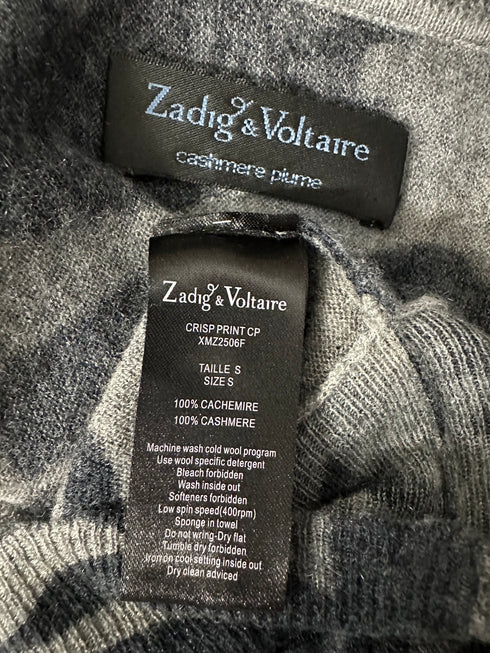 Zadig & Voltaire
cashmere plume
Zadig & Voltaire
CRISP PRINT CP
XMZ2506F
TAILLE S
SIZE S
100% CACHEMIRE
100% CASHMERE
Machine wash cold wool program
Use wool specific detergent
Bleach forbidden
Wash inside out
Softeners forbidden
Low spin speed(400rpm)
Sponge in towel
Do not wring-Dry flat
Tumble dry forbidden
Iron on cool setting inside out
Dry clean adviced